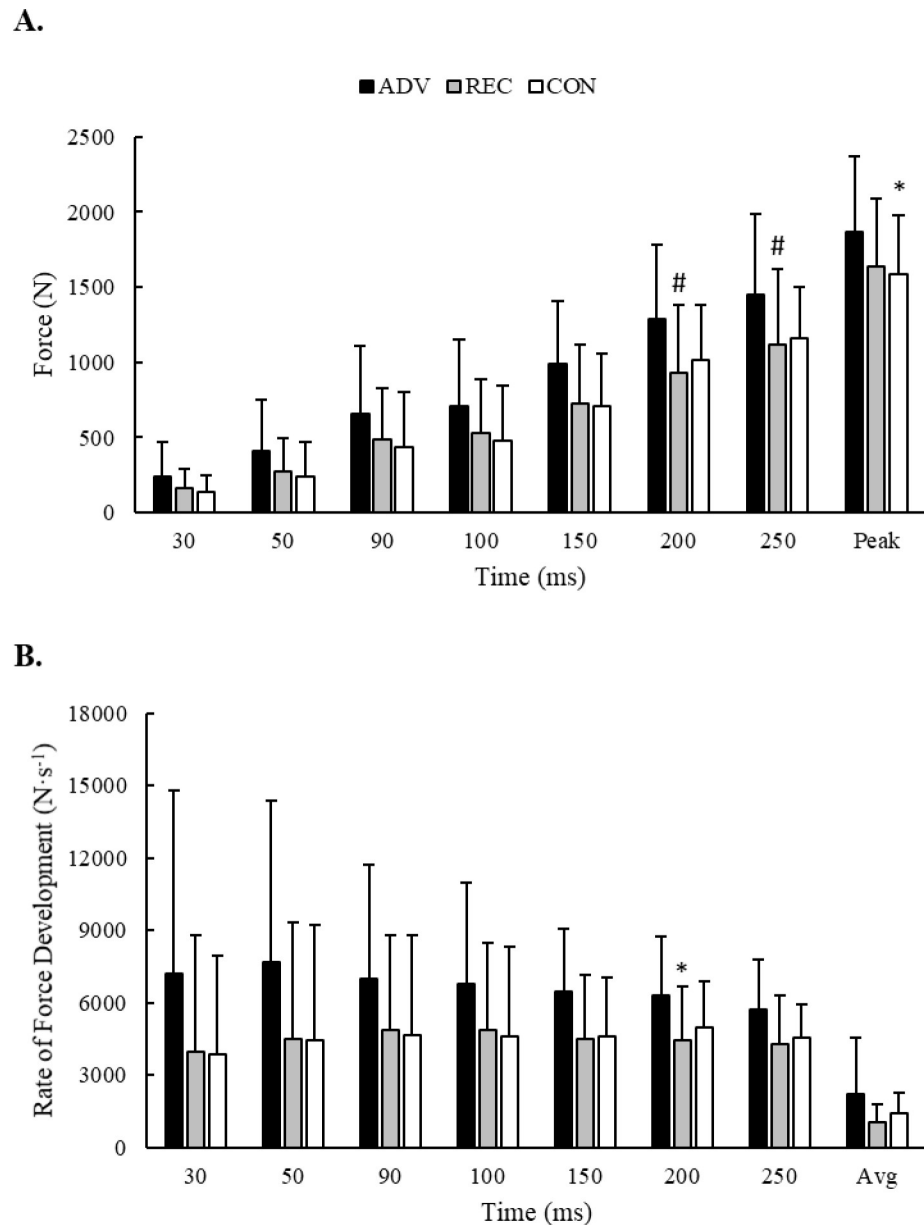 A.
ADV REC CON
2500
2000
1500
1000
500
0
Force (N)
*
#
#
30 50 90 100 150 200 250 Peak
Time (ms)
B.
18000
15000
12000
9000
6000
3000
0
Rate of Force Development (N·s⁻¹)
*
30 50 90 100 150 200 250 Avg
Time (ms)